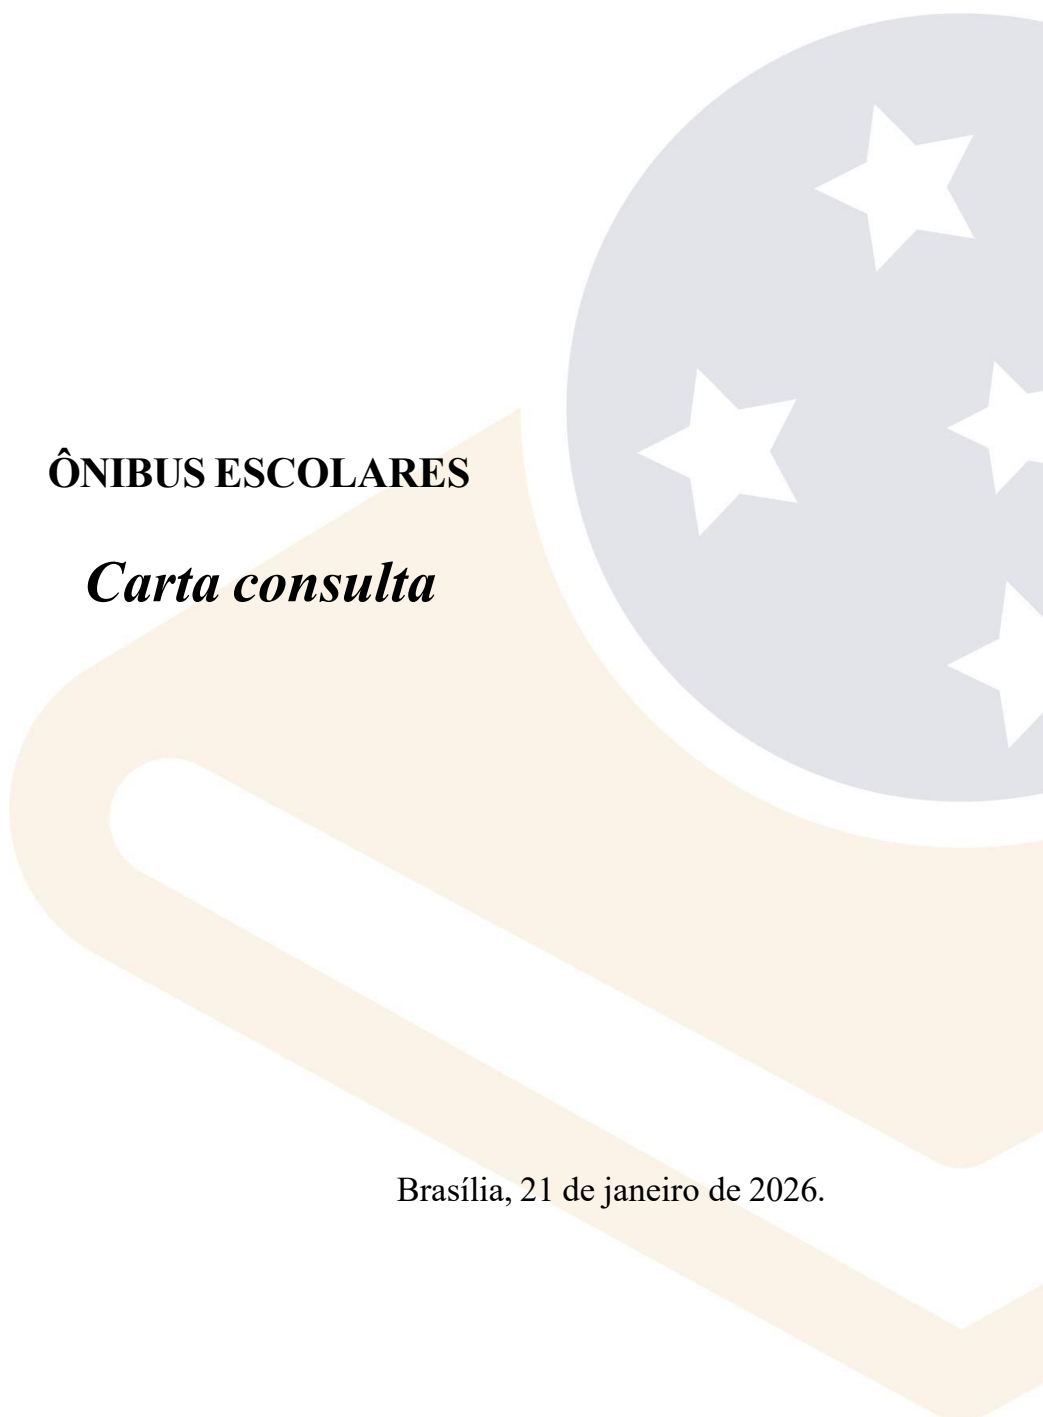 ÔNIBUS ESCOLARES
Carta consulta
Brasília, 21 de janeiro de 2026.